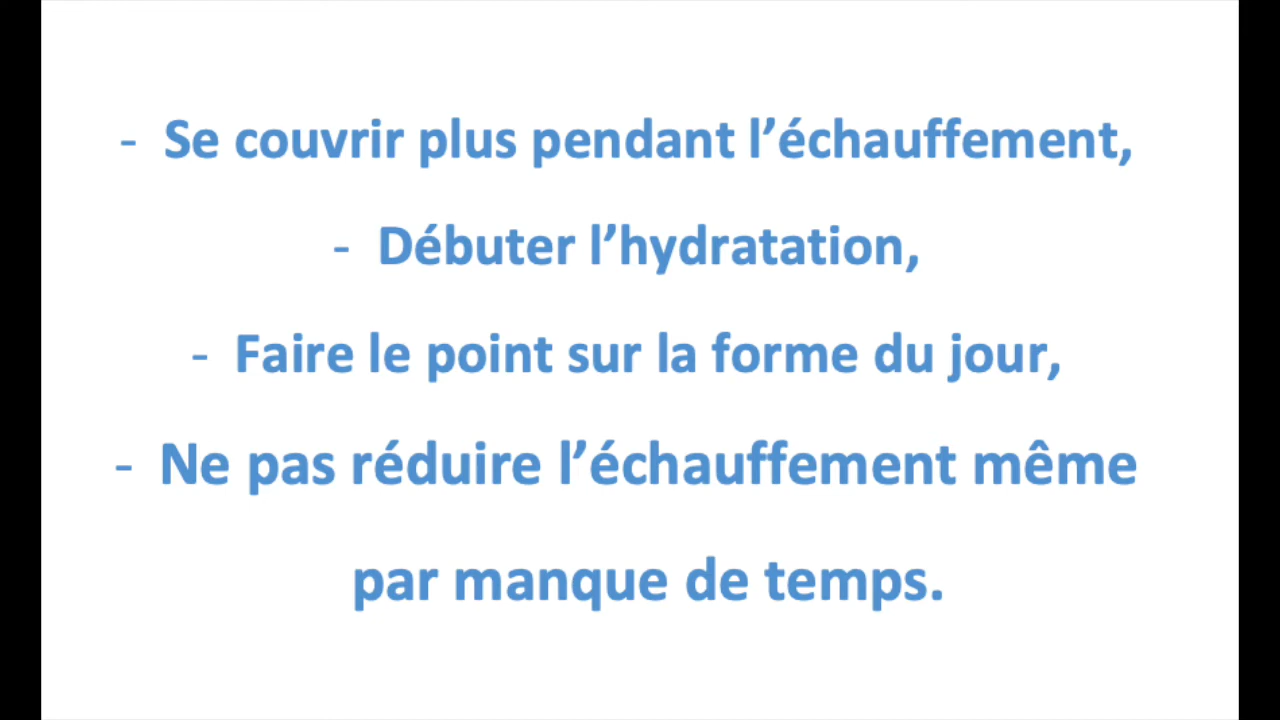 - Se couvrir plus pendant l’échauffement,
- Débuter l’hydratation,
- Faire le point sur la forme du jour,
- Ne pas réduire l’échauffement même
par manque de temps.